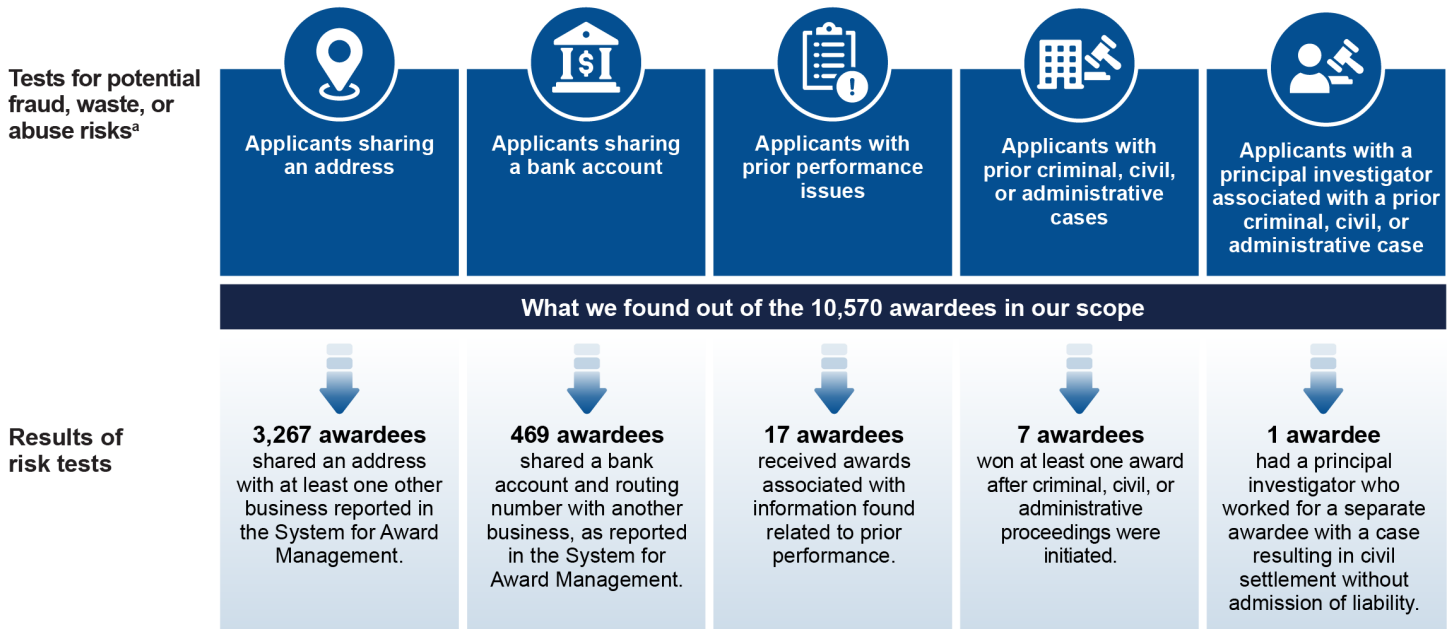 Tests for potential
fraud, waste, or
abuse risksᵃ
Applicants sharing
an address
Applicants sharing
a bank account
Applicants with
prior performance
issues
Applicants with
prior criminal, civil,
or administrative
cases
Applicants with a
principal investigator
associated with a prior
criminal, civil, or
administrative case
What we found out of the 10,570 awardees in our scope
Results of
risk tests
3,267 awardees
shared an address
with at least one other
business reported in
the System for Award
Management.
469 awardees
shared a bank
account and routing
number with another
business, as reported
in the System for
Award Management.
17 awardees
received awards
associated with
information found
related to prior
performance.
7 awardees
won at least one award
after criminal, civil, or
administrative
proceedings were
initiated.
1 awardee
had a principal
investigator who
worked for a separate
awardee with a case
resulting in civil
settlement without
admission of liability.